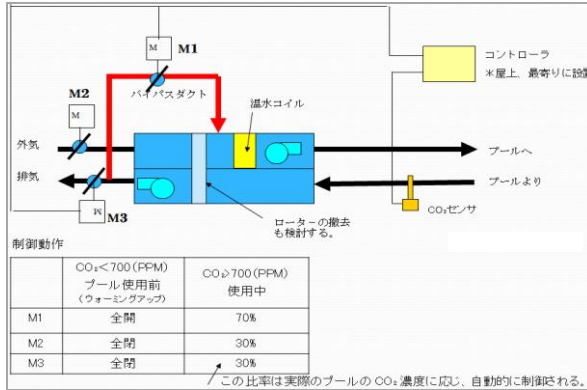 M
M1
コントローラ
*屋上、最寄りに設置
バイパスダクト
M2
M
温水コイル
外気
プールへ
排気
プールより
M
M3
CO₂センサ
ローターの撤去
も検討する。
制御動作
CO₂<700(PPM)
プール使用前
(ウォーミングアップ)
CO₂>700(PPM)
使用中
M1 全開 70%
M2 全閉 30%
M3 全閉 30%
この比率は実際のプールのCO₂濃度に応じ、自動的に制御される。